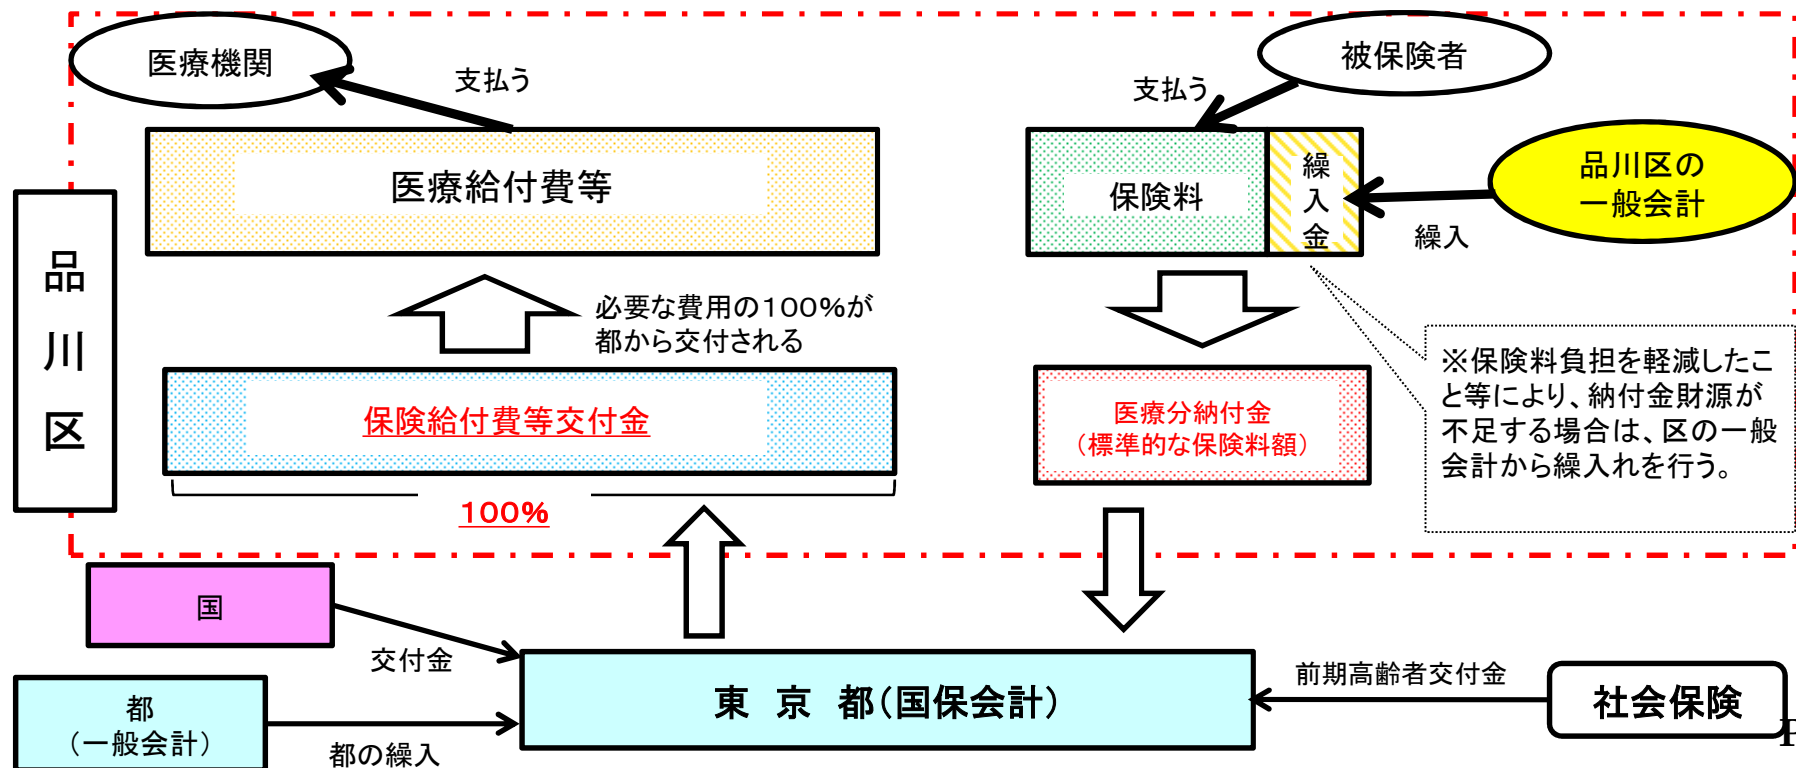 医療機関
支払う
被保険者
支払う
医療給付費等
保険料
繰入金
品川区の
一般会計
繰入
品川区
必要な費用の100%が
都から交付される
※保険料負担を軽減したこ
と等により、納付金財源が
不足する場合は、区の一般
会計から繰入れを行う。
保険給付費等交付金
医療分納付金
(標準的な保険料額)
100%
国
交付金
東 京 都(国保会計)
前期高齢者交付金
社会保険
都
(一般会計)
都の繰入